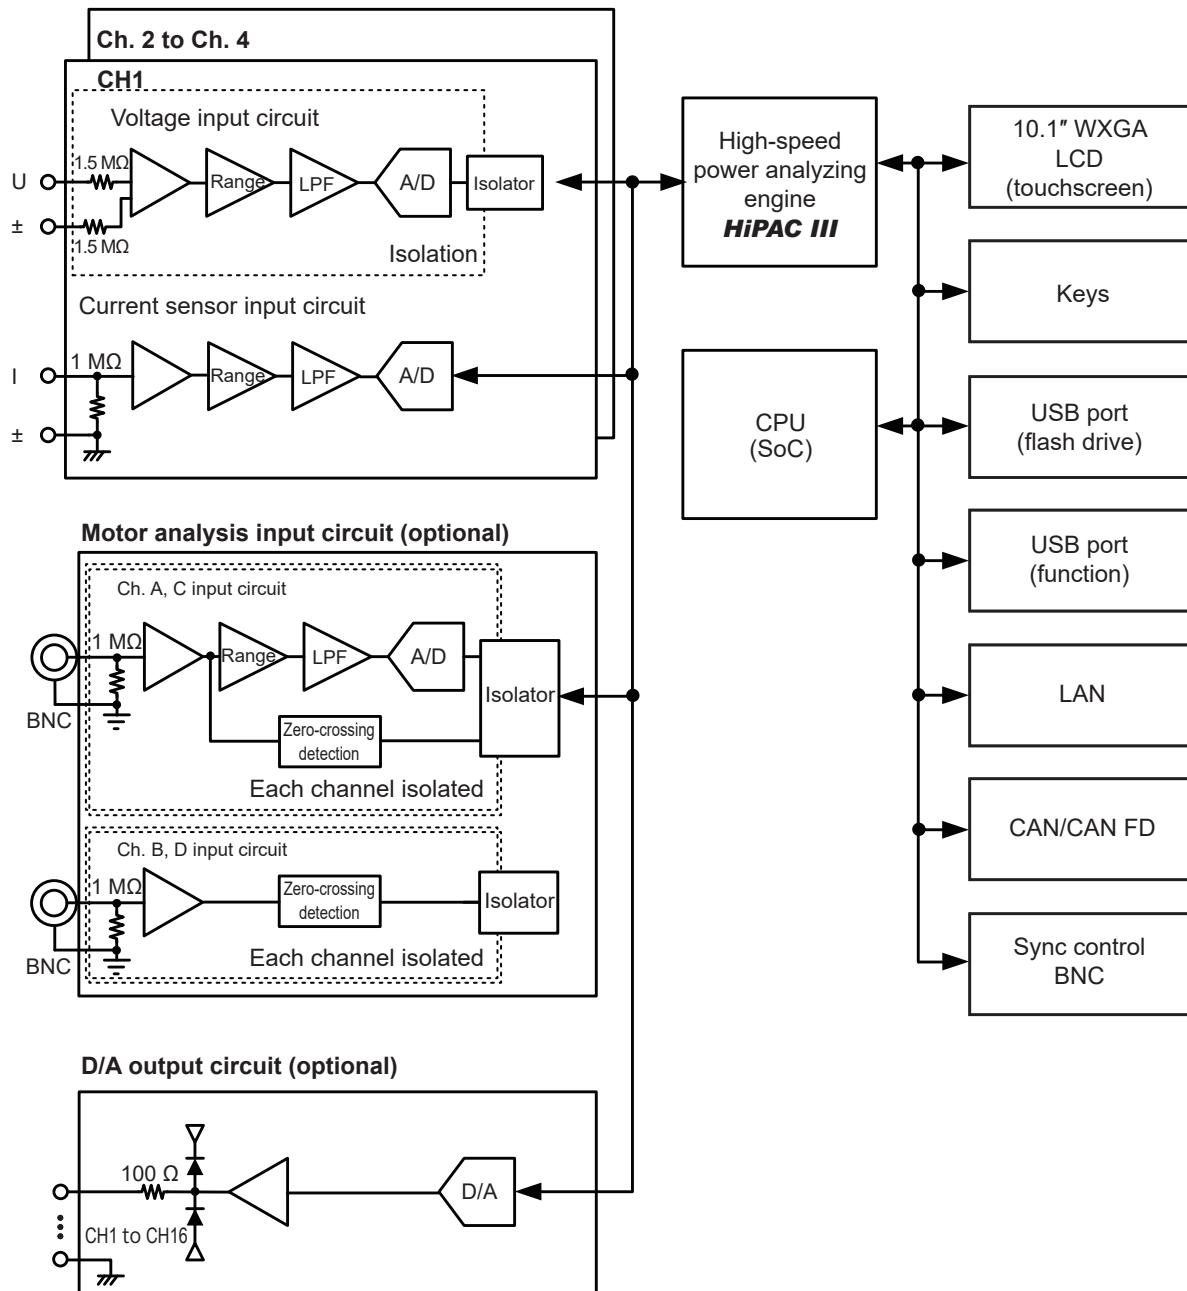 Ch. 2 to Ch. 4
CH1
Voltage input circuit
1.5 MΩ
U
Range
LPF
A/D
Isolator
±
1.5 MΩ
Isolation
Current sensor input circuit
1 MΩ
I
Range
LPF
A/D
±
High-speed
power analyzing
engine
HiPAC III
CPU
(SoC)
10.1″ WXGA
LCD
(touchscreen)
Keys
USB port
(flash drive)
USB port
(function)
LAN
CAN/CAN FD
Sync control
BNC
Motor analysis input circuit (optional)
Ch. A, C input circuit
1 MΩ
Range
LPF
A/D
Isolator
BNC
Zero-crossing
detection
Each channel isolated
Ch. B, D input circuit
1 MΩ
Zero-crossing
detection
Isolator
BNC
Each channel isolated
D/A output circuit (optional)
100 Ω
D/A
CH1 to CH16